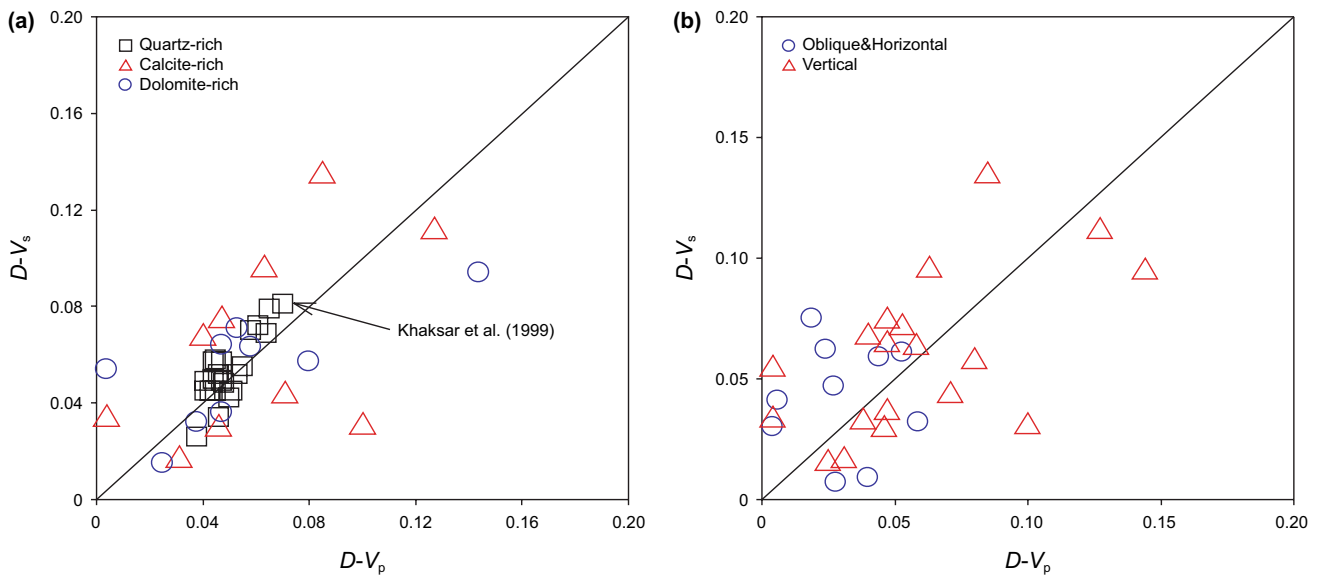 (a)
0.20
0.16
0.12
0.08
0.04
0
D-Vs
Quartz-rich
Calcite-rich
Dolomite-rich
Khaksar et al. (1999)
0 0.04 0.08 0.12 0.16 0.20
D-Vp
(b)
0.20
0.15
0.10
0.05
0
D-Vs
Oblique&Horizontal
Vertical
0 0.05 0.10 0.15 0.20
D-Vp